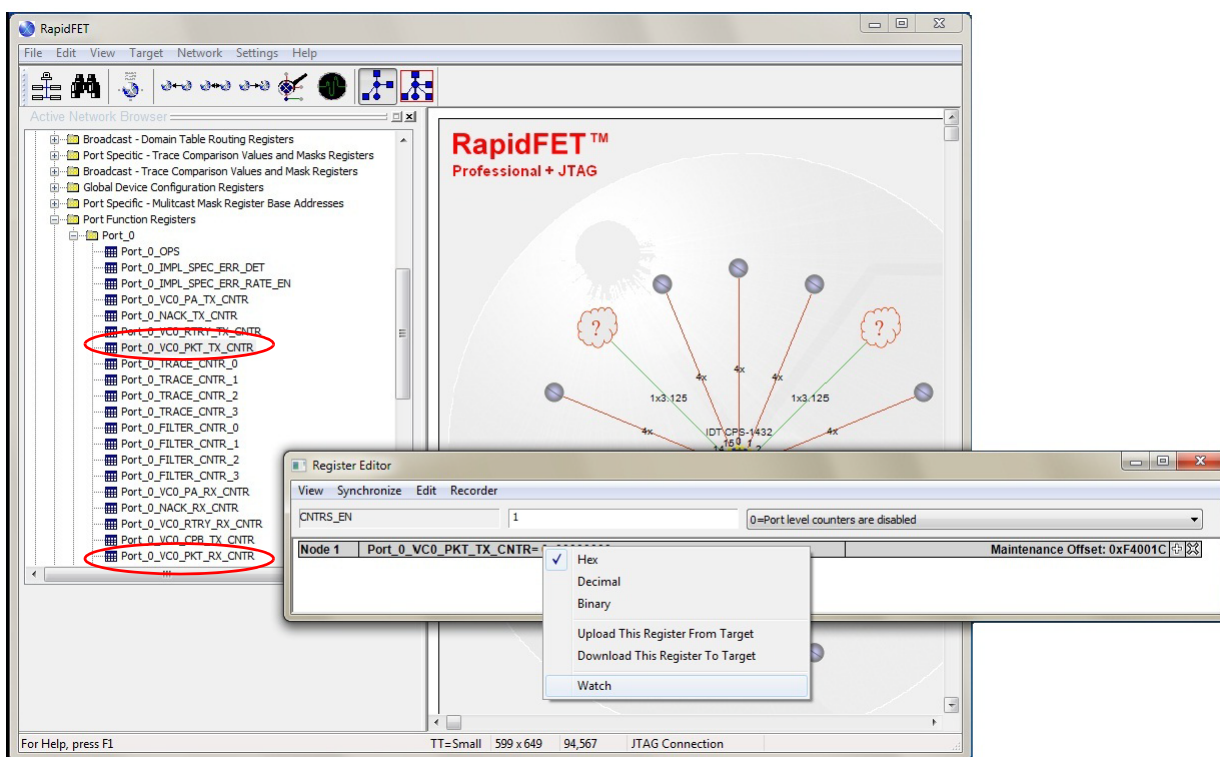 RapidFET
File Edit View Target Network Settings Help
Active Network Browser
Broadcast - Domain Table Routing Registers
Port Specitic - Trace Comparison Values and Masks Registers
Broadcast - Trace Comparison Values and Mask Registers
Global Device Configuration Registers
Port Specific - Mulitcast Mask Register Base Addresses
Port Function Registers
Port_0
Port_0_OPS
Port_0_IMPL_SPEC_ERR_DET
Port_0_IMPL_SPEC_ERR_RATE_EN
Port_0_VC0_PA_TX_CNTR
Port_0_NACK_TX_CNTR
Port_0_VC0_RTRY_TX_CNTR
Port_0_VC0_PKT_TX_CNTR
Port_0_TRACE_CNTR_0
Port_0_TRACE_CNTR_1
Port_0_TRACE_CNTR_2
Port_0_TRACE_CNTR_3
Port_0_FILTER_CNTR_0
Port_0_FILTER_CNTR_1
Port_0_FILTER_CNTR_2
Port_0_FILTER_CNTR_3
Port_0_VC0_PA_RX_CNTR
Port_0_NACK_RX_CNTR
Port_0_VC0_RTRY_RX_CNTR
Port_0_VC0_CPB_TX_CNTR
Port_0_VC0_PKT_RX_CNTR
RapidFET™
Professional + JTAG
? ?
4x 4x 4x
1x3.125 1x3.125
4x IDT CPS-1432 4x
Register Editor
View Synchronize Edit Recorder
CNTRS_EN 1 0=Port level counters are disabled
Node 1 Port_0_VC0_PKT_TX_CNTR= Maintenance Offset: 0xF4001C
Hex
Decimal
Binary
Upload This Register From Target
Download This Register To Target
Watch
For Help, press F1 TT=Small 599 x 649 94,567 JTAG Connection